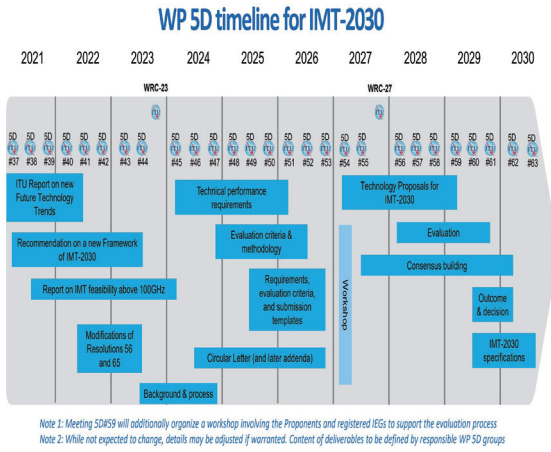 WP 5D timeline for IMT-2030
2021 2022 2023 2024 2025 2026 2027 2028 2029 2030
WRC-23 WRC-27
5D 5D 5D 5D 5D 5D 5D 5D 5D 5D 5D 5D 5D 5D 5D 5D 5D 5D 5D 5D 5D 5D 5D 5D 5D 5D 5D
#37 #38 #39 #40 #41 #42 #43 #44 #45 #46 #47 #48 #49 #50 #51 #52 #53 #54 #55 #56 #57 #58 #59 #60 #61 #62 #63
ITU Report on new
Future Technology
Trends
Technical performance
requirements
Technology Proposals for
IMT-2030
Recommendation on a new Framework
of IMT-2030
Evaluation criteria &
methodology
Evaluation
Consensus building
Report on IMT feasibility above 100GHz
Requirements,
evaluation criteria,
and submission
templates
Workshop
Outcome
& decision
Modifications of
Resolutions 56
and 65
Circular Letter (and later addenda)
IMT-2030
specifications
Background & process
Note 1: Meeting 5D#59 will additionally organize a workshop involving the Proponents and registered IEGs to support the evaluation process
Note 2: While not expected to change, details may be adjusted if warranted. Content of deliverables to be defined by responsible WP 5D groups